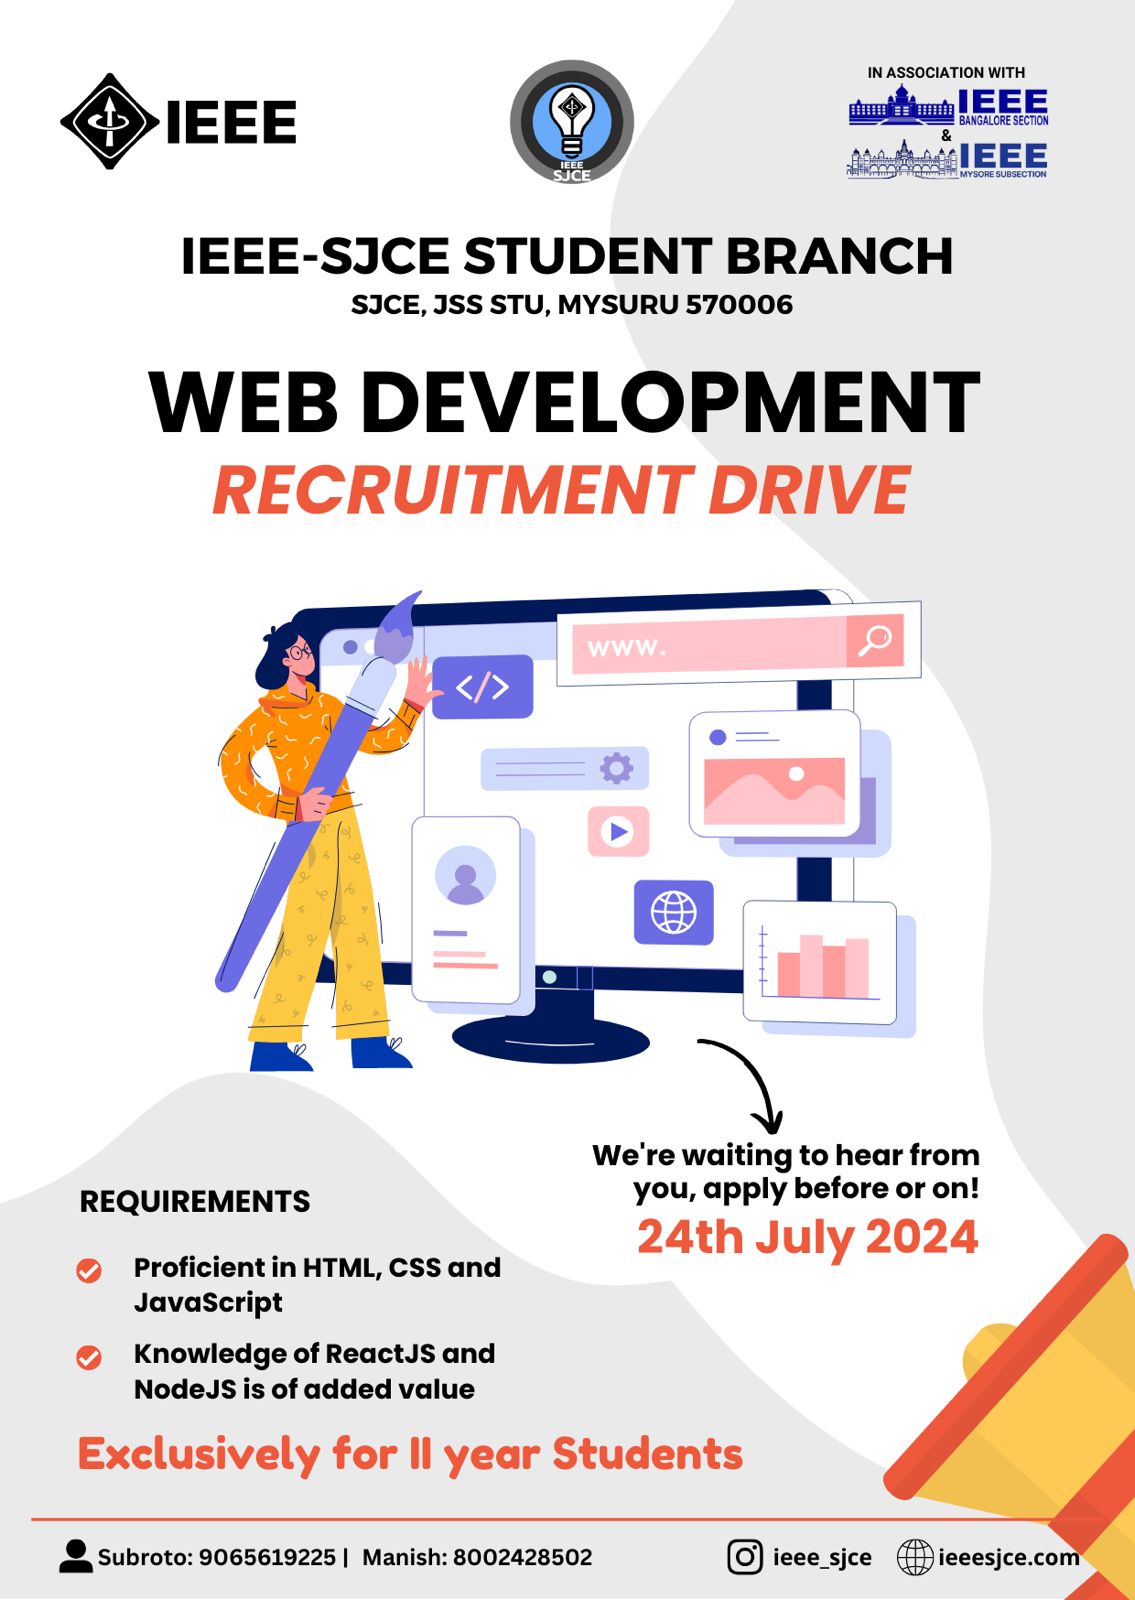 IEEE
IEEE
SJCE
IN ASSOCIATION WITH
IEEE
BANGALORE SECTION
&
IEEE
MYSORE SUBSECTION
IEEE-SJCE STUDENT BRANCH
SJCE, JSS STU, MYSURU 570006
WEB DEVELOPMENT
RECRUITMENT DRIVE
www.
</>
We're waiting to hear from
you, apply before or on!
24th July 2024
REQUIREMENTS
Proficient in HTML, CSS and
JavaScript
Knowledge of ReactJS and
NodeJS is of added value
Exclusively for II year Students
Subroto: 9065619225 | Manish: 8002428502
ieee_sjce
ieeesjce.com